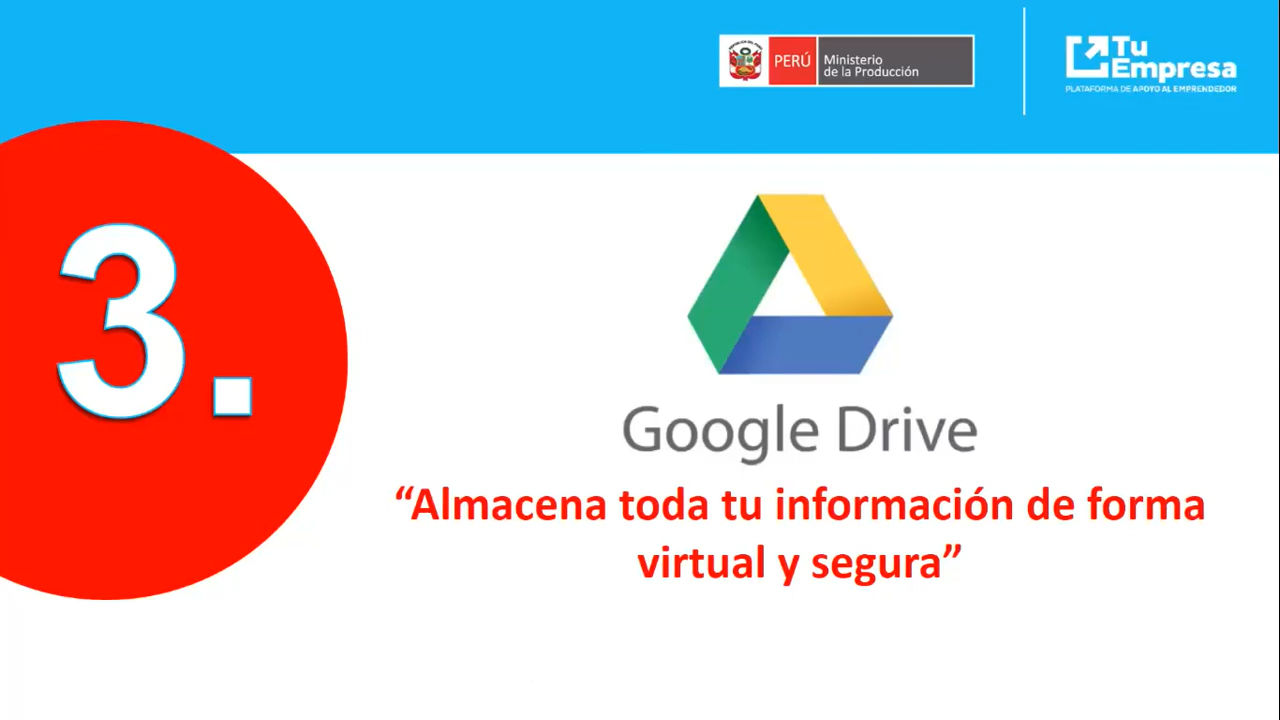 PERÚ
Ministerio
de la Producción
Tu
Empresa
PLATAFORMA DE APOYO AL EMPRENDEDOR
3.
Google Drive
“Almacena toda tu información de forma
virtual y segura”